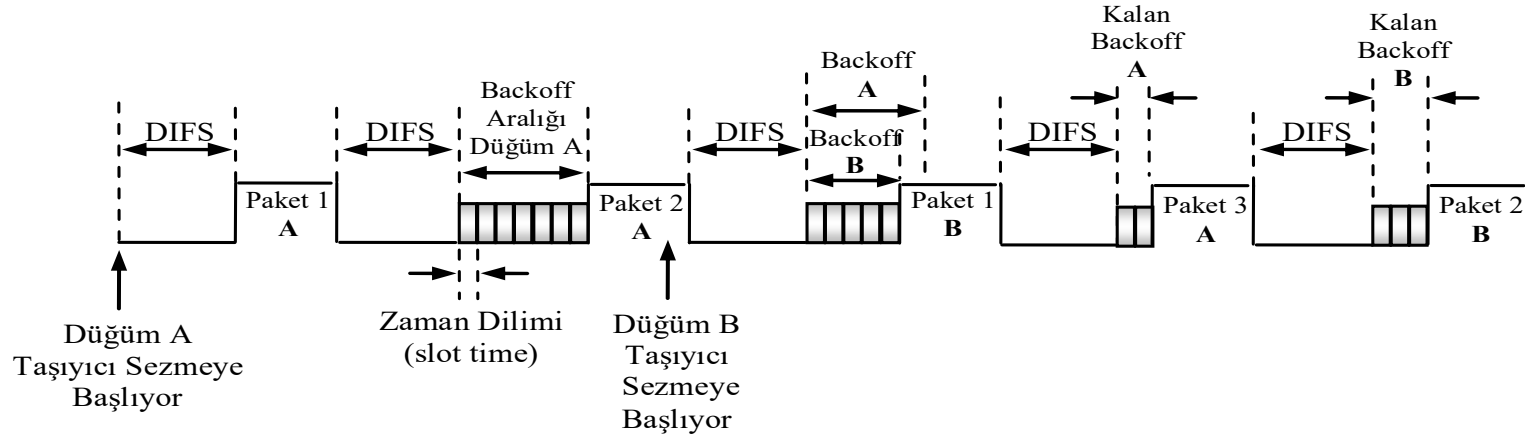 DIFS
Paket 1
A
DIFS
Backoff
Aralığı
Düğüm A
Paket 2
A
DIFS
Backoff
A
Backoff
B
Paket 1
B
DIFS
Kalan
Backoff
A
Paket 3
A
DIFS
Kalan
Backoff
B
Paket 2
B
Düğüm A
Taşıyıcı Sezmeye
Başlıyor
Zaman Dilimi
(slot time)
Düğüm B
Taşıyıcı
Sezmeye
Başlıyor